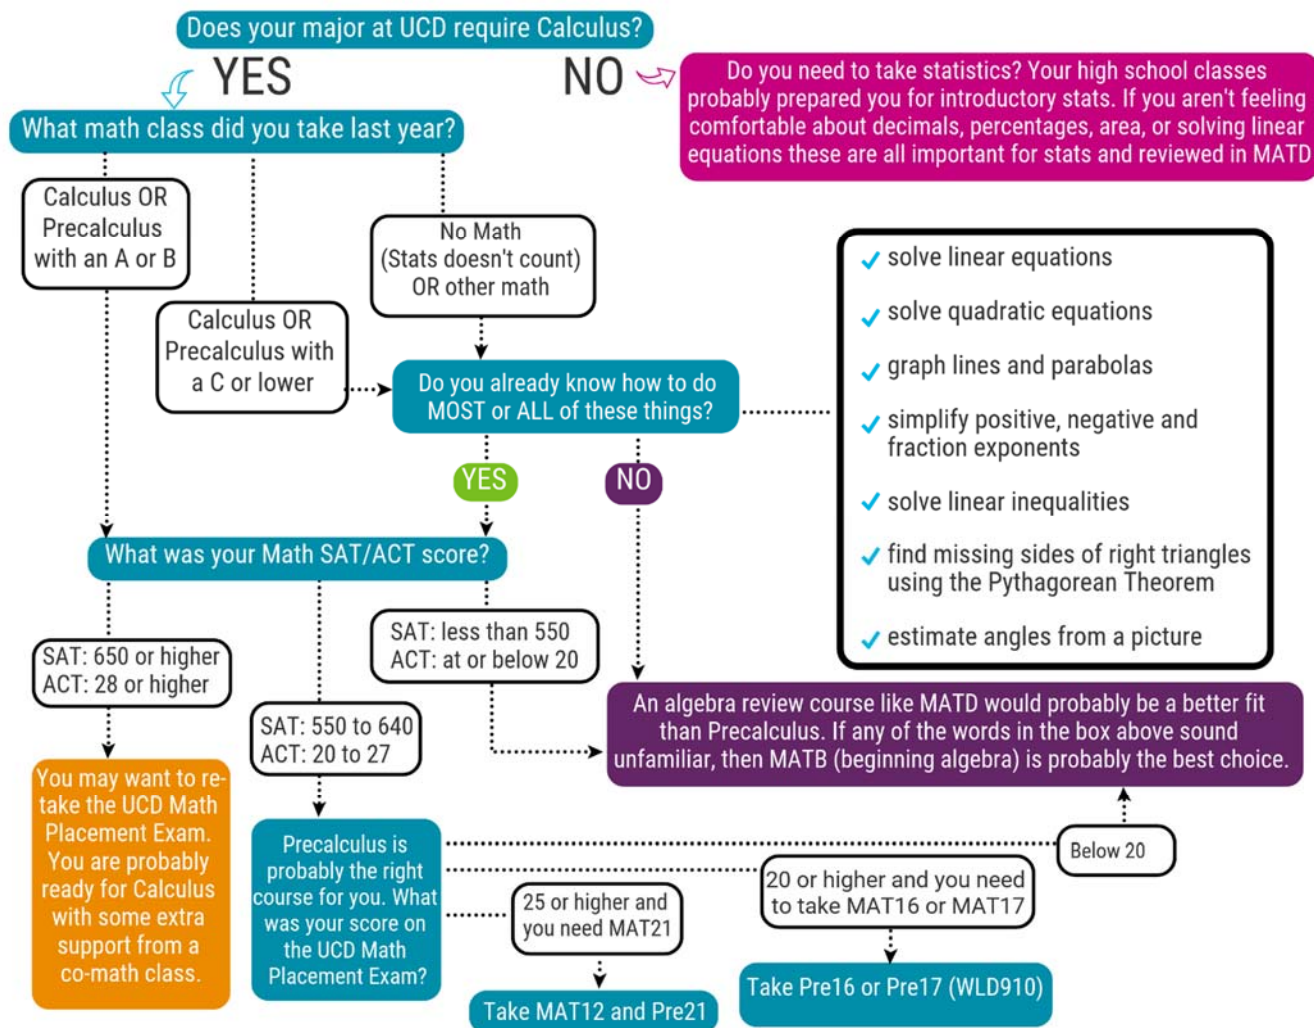 Does your major at UCD require Calculus?
YES
NO
Do you need to take statistics? Your high school classes
probably prepared you for introductory stats. If you aren't feeling
comfortable about decimals, percentages, area, or solving linear
equations these are all important for stats and reviewed in MATD
What math class did you take last year?
Calculus OR
Precalculus
with an A or B
Calculus OR
Precalculus with
a C or lower
No Math
(Stats doesn't count)
OR other math
Do you already know how to do
MOST or ALL of these things?
solve linear equations
solve quadratic equations
graph lines and parabolas
simplify positive, negative and
fraction exponents
solve linear inequalities
find missing sides of right triangles
using the Pythagorean Theorem
estimate angles from a picture
YES
NO
What was your Math SAT/ACT score?
SAT: 650 or higher
ACT: 28 or higher
SAT: 550 to 640
ACT: 20 to 27
SAT: less than 550
ACT: at or below 20
An algebra review course like MATD would probably be a better fit
than Precalculus. If any of the words in the box above sound
unfamiliar, then MATB (beginning algebra) is probably the best choice.
You may want to re-
take the UCD Math
Placement Exam.
You are probably
ready for Calculus
with some extra
support from a
co-math class.
Precalculus is
probably the right
course for you. What
was your score on
the UCD Math
Placement Exam?
25 or higher and
you need MAT21
20 or higher and you need
to take MAT16 or MAT17
Below 20
Take MAT12 and Pre21
Take Pre16 or Pre17 (WLD910)